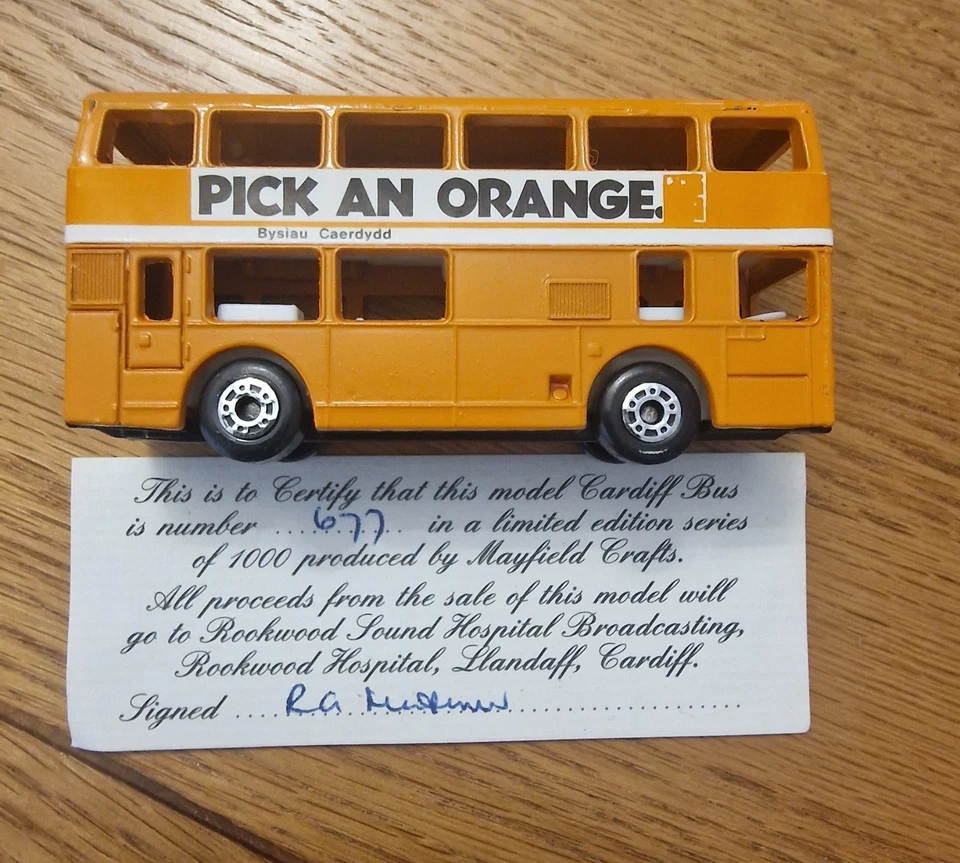 PICK AN ORANGE.
Bysiau Caerdydd
This is to Certify that this model Cardiff Bus
is number ....677.... in a limited edition series
of 1000 produced by Mayfield Crafts.
All proceeds from the sale of this model will
go to Rookwood Sound Hospital Broadcasting,
Rookwood Hospital, Llandaff, Cardiff.
Signed .... RA